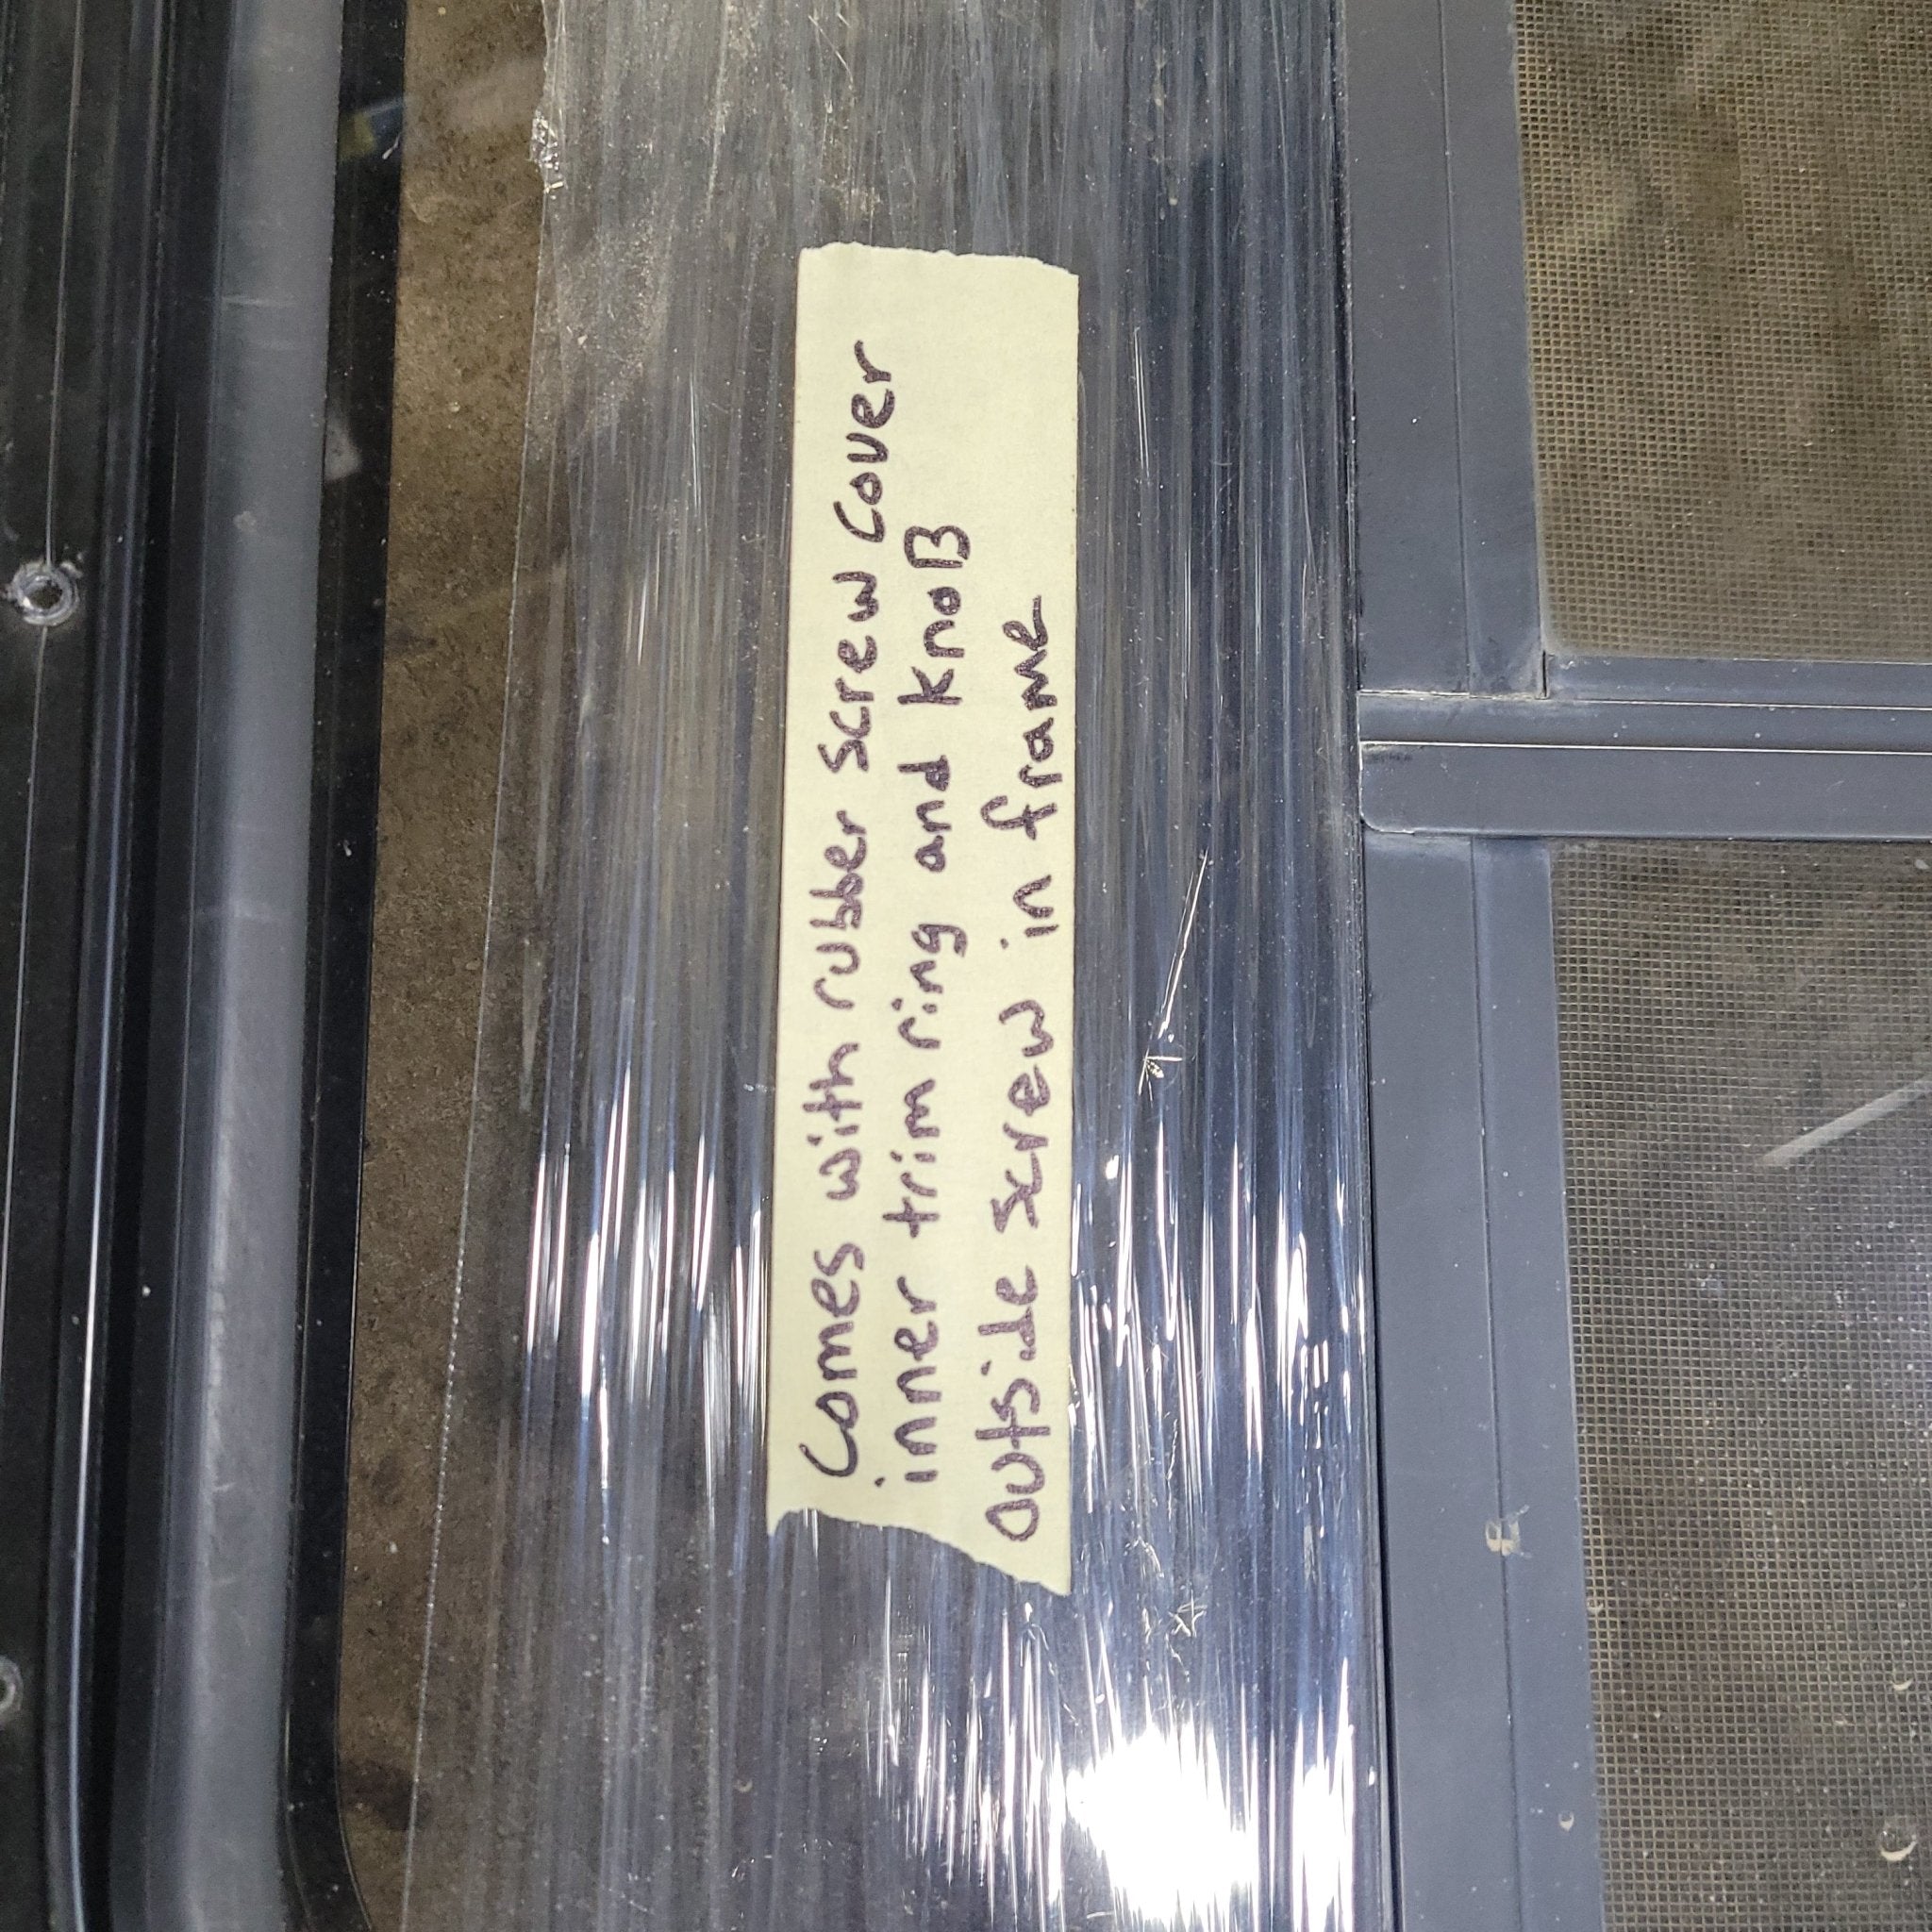 Comes with rubber screw cover
inner trim ring and knoB
Outside screw in frame